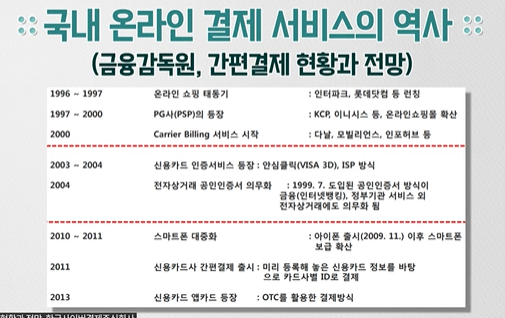 국내 온라인 결제 서비스의 역사
(금융감독원, 간편결제 현황과 전망)
1996 ~ 1997 온라인 쇼핑 태동기 : 인터파크, 롯데닷컴 등 런칭
1997 ~ 2000 PG사(PSP)의 등장 : KCP, 이니시스 등, 온라인쇼핑몰 확산
2000 Carrier Billing 서비스 시작 : 다날, 모빌리언스, 인포허브 등
2003 ~ 2004 신용카드 인증서비스 등장 : 안심클릭(VISA 3D), ISP 방식
2004 전자상거래 공인인증서 의무화 : 1999. 7. 도입된 공인인증서 방식이
금융(인터넷뱅킹), 정부기관 서비스 외
전자상거래에도 의무화 됨
2010 ~ 2011 스마트폰 대중화 : 아이폰 출시(2009. 11.) 이후 스마트폰
보급 확산
2011 신용카드사 간편결제 출시 : 미리 등록해 놓은 신용카드 정보를 바탕
으로 카드사별 ID로 결제
2013 신용카드 앱카드 등장 : OTC를 활용한 결제방식